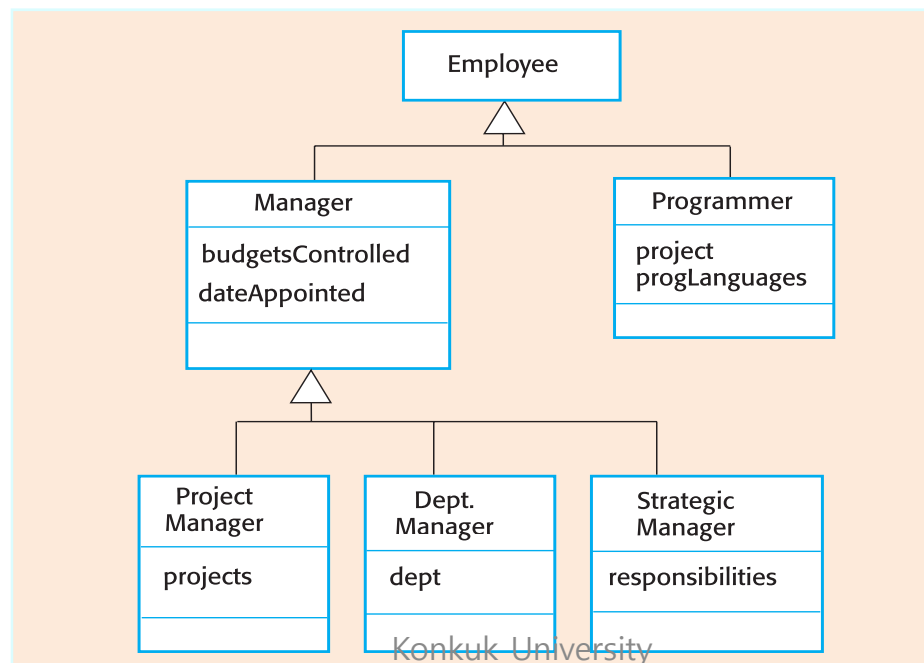 Employee
Manager
budgetsControlled
dateAppointed
Programmer
project
progLanguages
Project
Manager
projects
Dept.
Manager
dept
Strategic
Manager
responsibilities
Konkuk University